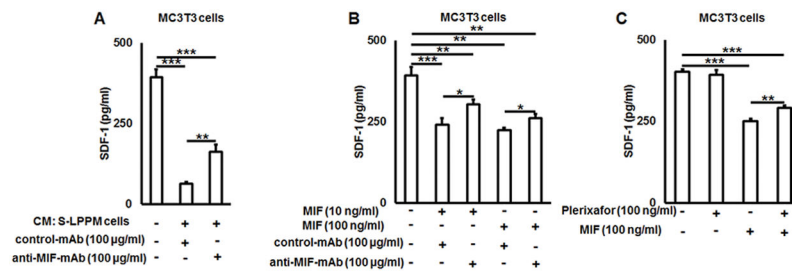 A
MC3T3 cells
500
250
0
SDF-1 (pg/ml)
***
***
**
CM: S-LPPM cells - + +
control-mAb (100 µg/ml) - + -
anti-MIF-mAb (100 µg/ml) - - +
B
MC3T3 cells
500
250
0
SDF-1 (pg/ml)
**
**
**
***
*
*
MIF (10 ng/ml) - + + - -
MIF (100 ng/ml) - - - + +
control-mAb (100 µg/ml) - + - + -
anti-MIF-mAb (100 µg/ml) - - + - +
C
MC3T3 cells
500
250
0
SDF-1 (pg/ml)
***
***
**
Plerixafor (100 ng/ml) - + - +
MIF (100 ng/ml) - - + +